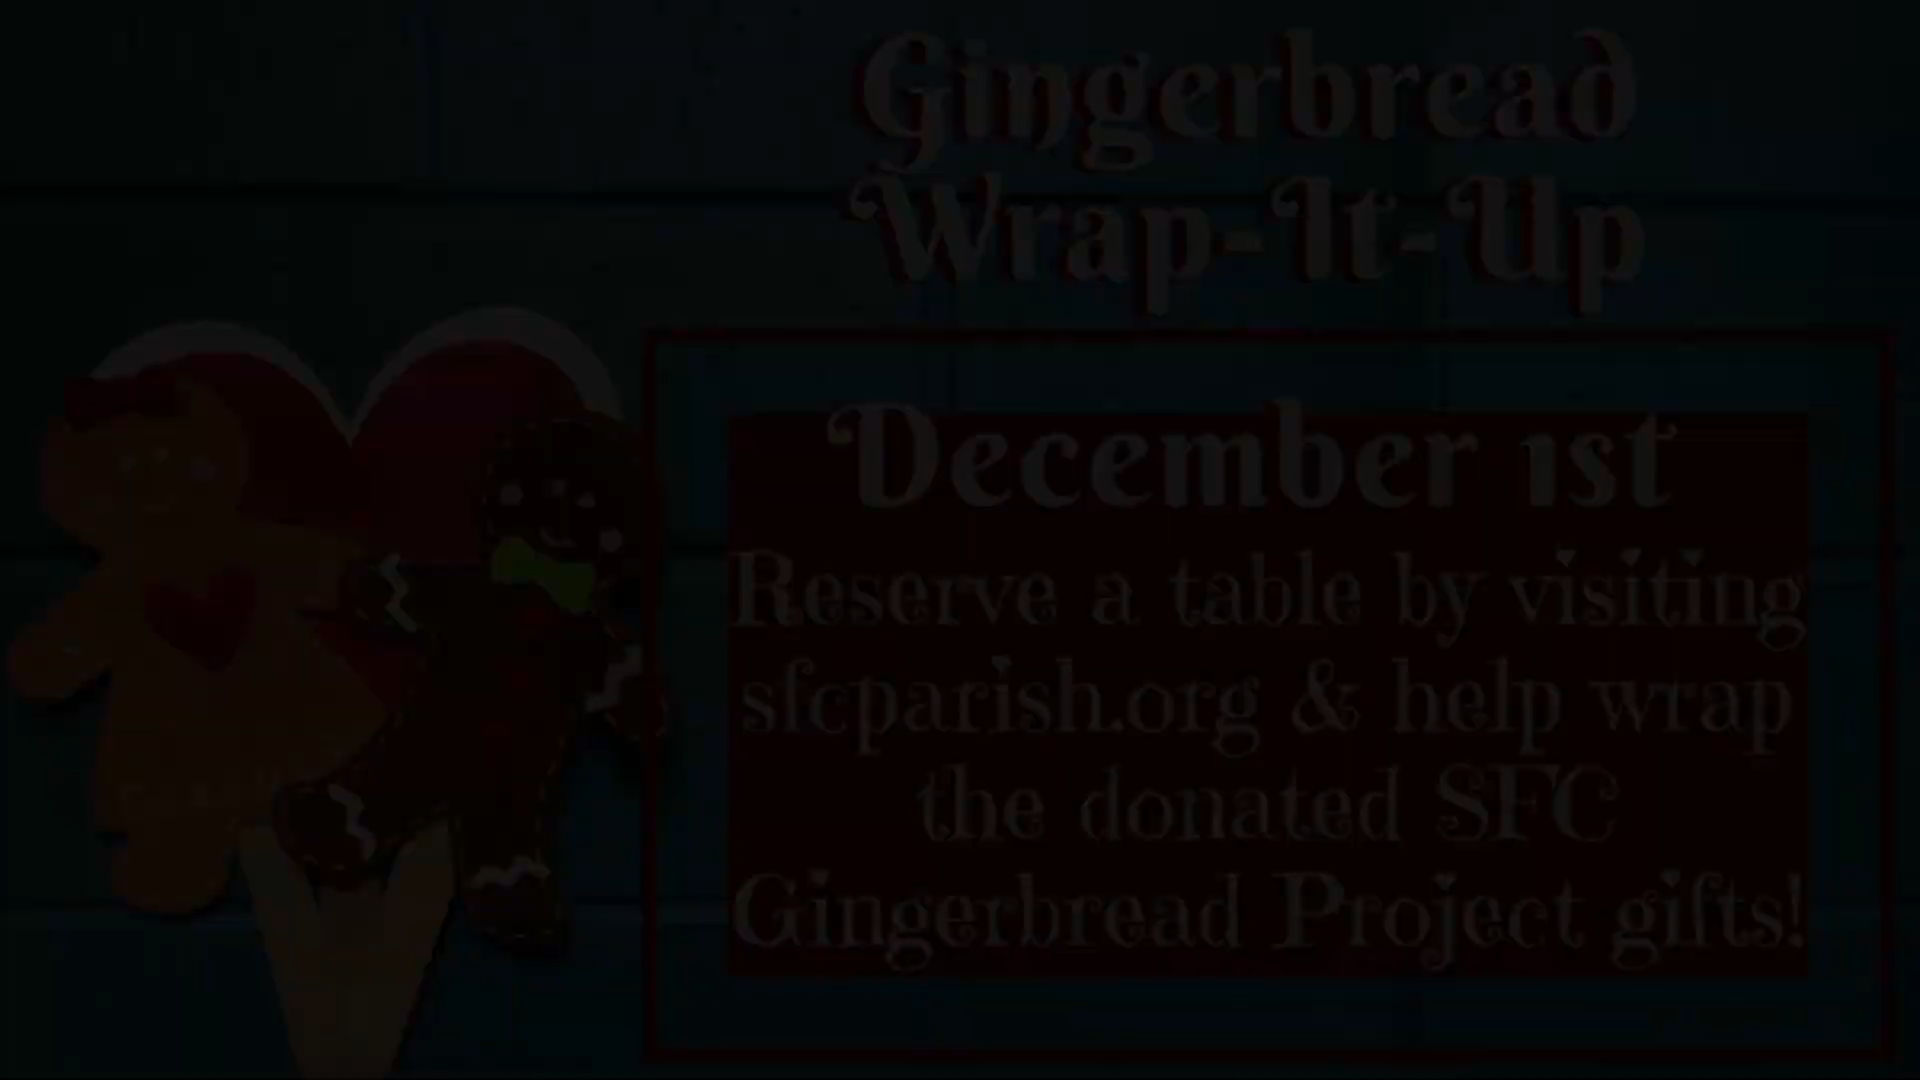 Gingerbread
Wrap-It-Up
December 1st
Reserve a table by visiting
sfcparish.org & help wrap
the donated SFC
Gingerbread Project gifts!